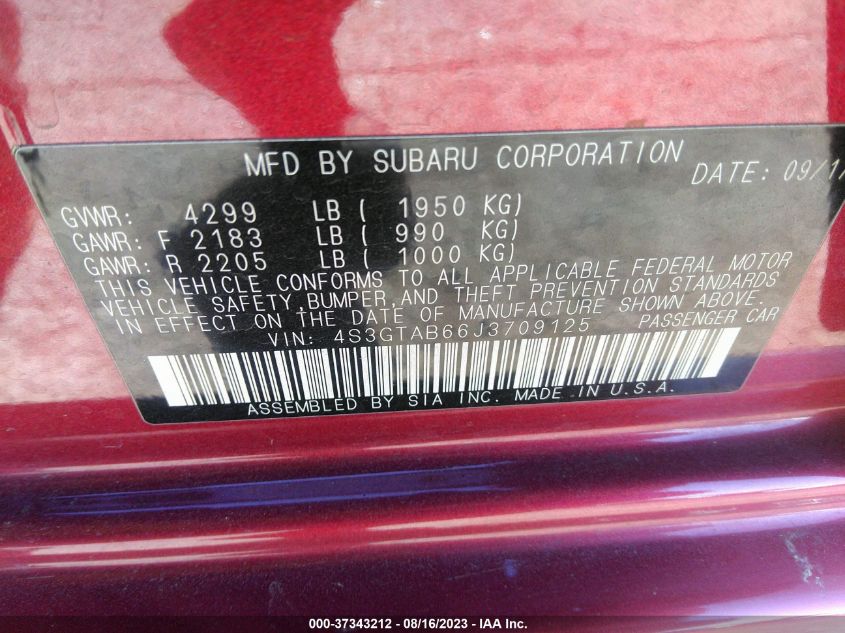 MFD BY SUBARU CORPORATION DATE: 09/17
GVWR: 4299 LB ( 1950 KG)
GAWR: F 2183 LB ( 990 KG)
GAWR: R 2205 LB ( 1000 KG)
THIS VEHICLE CONFORMS TO ALL APPLICABLE FEDERAL MOTOR
VEHICLE SAFETY, BUMPER, AND THEFT PREVENTION STANDARDS
IN EFFECT ON THE DATE OF MANUFACTURE SHOWN ABOVE.
VIN: 4S3GTAB66J3709125 PASSENGER CAR
ASSEMBLED BY SIA INC. MADE IN U.S.A.
000-37343212 - 08/16/2023 - IAA Inc.